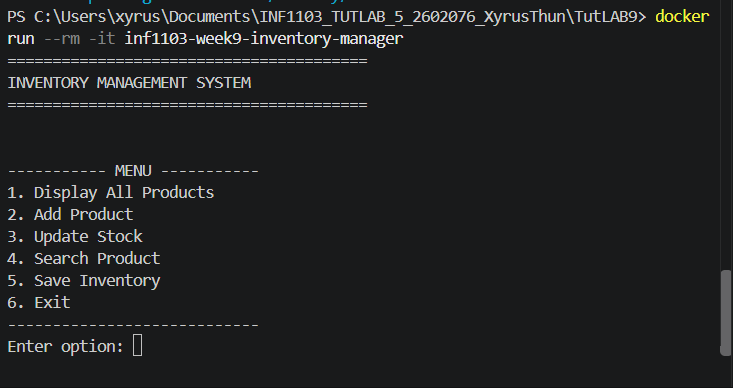 PS C:\Users\xyrus\Documents\INF1103_TUTLAB_5_2602076_XyrusThun\TutLAB9> docker
run --rm -it inf1103-week9-inventory-manager
========================================
INVENTORY MANAGEMENT SYSTEM
========================================
----------- MENU -----------
1. Display All Products
2. Add Product
3. Update Stock
4. Search Product
5. Save Inventory
6. Exit
----------------------------
Enter option: